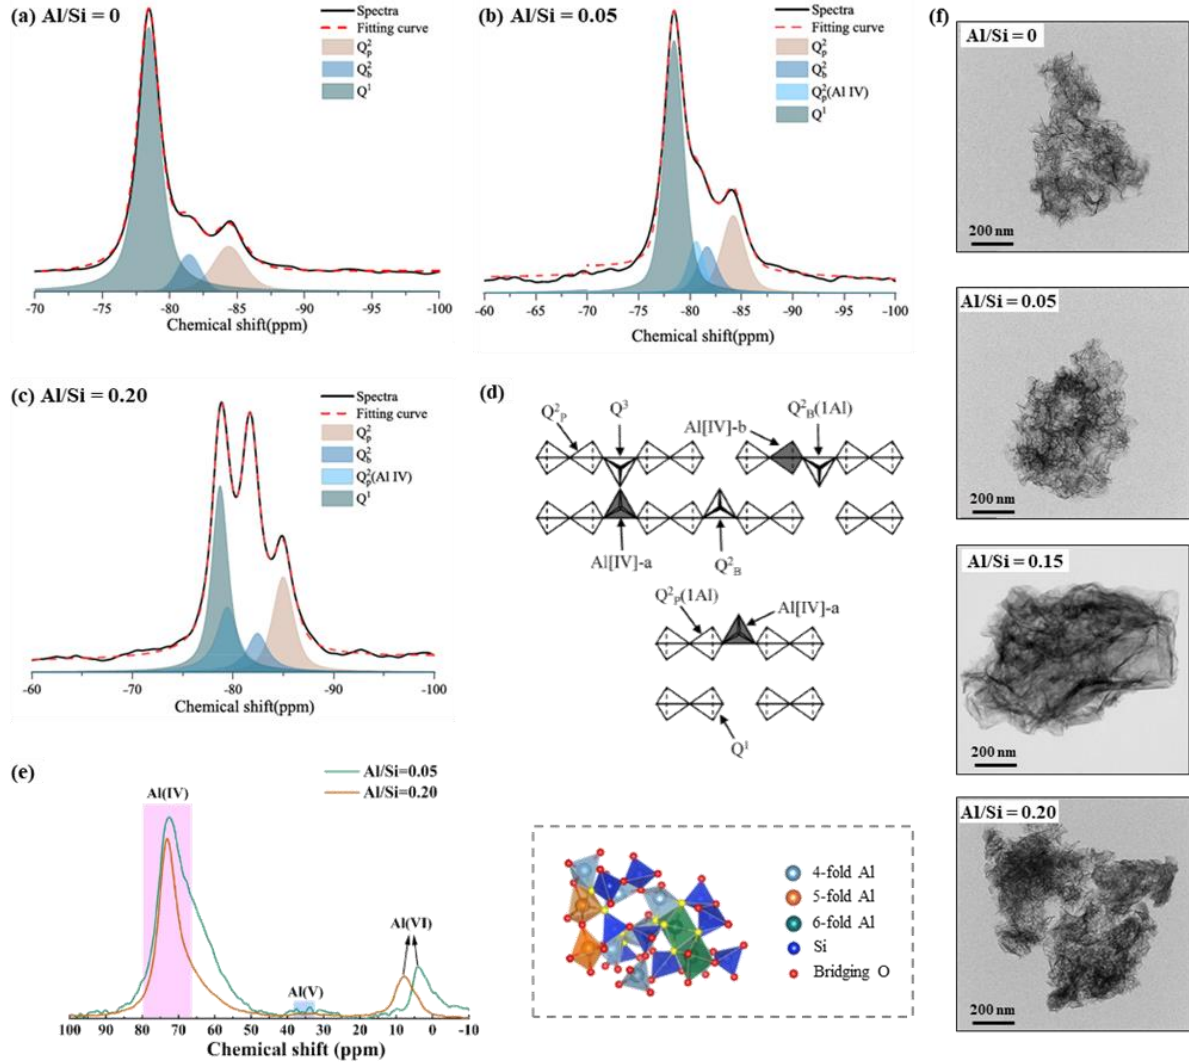 (a) Al/Si = 0
Spectra
Fitting curve
Q²ₚ
Q²_b
Q¹
-70 -75 -80 -85 -90 -95 -100
Chemical shift(ppm)
(b) Al/Si = 0.05
Spectra
Fitting curve
Q²ₚ
Q²_b
Q²ₚ(Al IV)
Q¹
-60 -65 -70 -75 -80 -85 -90 -95 -100
Chemical shift(ppm)
(c) Al/Si = 0.20
Spectra
Fitting curve
Q²ₚ
Q²_b
Q²ₚ(Al IV)
Q¹
-60 -70 -80 -90 -100
Chemical shift(ppm)
(d)
Q²_P Q³ Al[IV]-b Q²_B(1Al)
Al[IV]-a Q²_B
Q²_P(1Al) Al[IV]-a
Q¹
(e)
Al/Si=0.05
Al/Si=0.20
Al(IV)
Al(VI)
Al(V)
100 90 80 70 60 50 40 30 20 10 0 -10
Chemical shift (ppm)
4-fold Al
5-fold Al
6-fold Al
Si
Bridging O
(f)
Al/Si = 0
200 nm
Al/Si = 0.05
200 nm
Al/Si = 0.15
200 nm
Al/Si = 0.20
200 nm